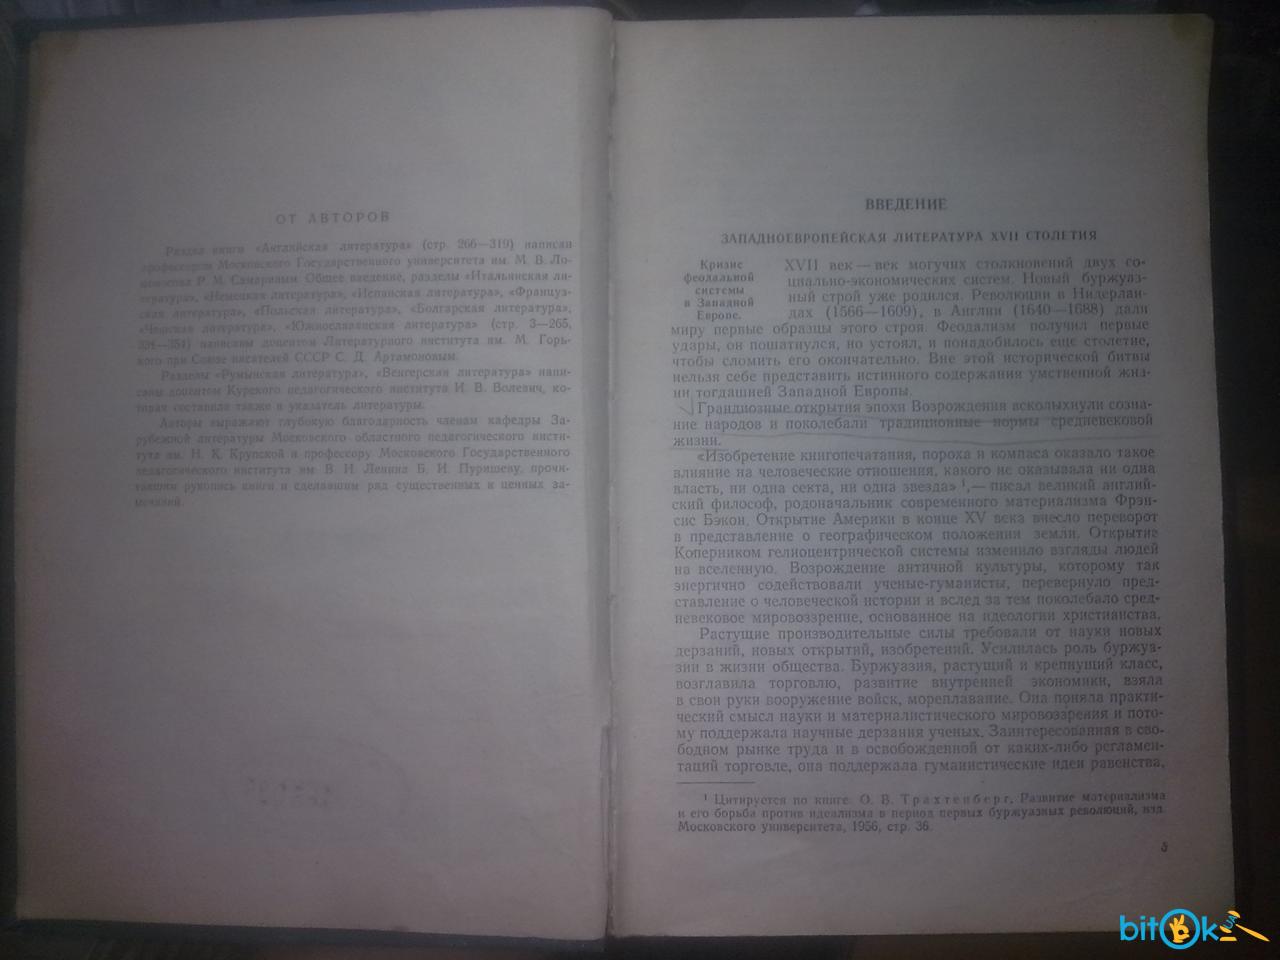 ОТ АВТОРОВ
Раздел книги «Английская литература» (стр. 266—319) написан
профессором Московского Государственного университета им. М. В. Ло-
моносова Р. М. Самариным. Общее введение, разделы «Итальянская ли-
тература», «Немецкая литература», «Испанская литература», «Француз-
ская литература», «Польская литература», «Болгарская литература»,
«Чешская литература», «Южнославянская литература» (стр. 3—265,
написаны доцентом Литературного института им. М. Горь-
кого при Союзе писателей СССР С. Д. Артамоновым.
Разделы «Румынская литература», «Венгерская литература» напи-
саны доцентом Курского педагогического института И. В. Волевич, ко-
торая составила также и указатель литературы.
Авторы выражают глубокую благодарность членам кафедры За-
рубежной литературы Московского областного педагогического инсти-
тута им. Н. К. Крупской и профессору Московского Государственного
педагогического института им. В. И. Ленина Б. И. Пуришеву, прочи-
тавшим рукопись книги и сделавшим ряд существенных и ценных за-
мечаний.
ВВЕДЕНИЕ
ЗАПАДНОЕВРОПЕЙСКАЯ ЛИТЕРАТУРА XVII СТОЛЕТИЯ
Кризис
феодальной
системы
в Западной
Европе.
XVII век — век могучих столкновений двух со-
циально-экономических систем. Новый буржуаз-
ный строй уже родился. Революции в Нидерлан-
дах (1566—1609), в Англии (1640—1688) дали
миру первые образцы этого строя. Феодализм получил первые
удары, он пошатнулся, но устоял, и понадобилось еще столетие,
чтобы сломить его окончательно. Вне этой исторической битвы
нельзя себе представить истинного содержания умственной жиз-
ни тогдашней Западной Европы.
Грандиозные открытия эпохи Возрождения всколыхнули созна-
ние народов и поколебали традиционные нормы средневековой
жизни.
«Изобретение книгопечатания, пороха и компаса оказало такое
влияние на человеческие отношения, какого не оказывала ни одна
власть, ни одна секта, ни одна звезда» ¹,— писал великий англий-
ский философ, родоначальник современного материализма Фрэн-
сис Бэкон. Открытие Америки в конце XV века внесло переворот
в представление о географическом положении земли. Открытие
Коперником гелиоцентрической системы изменило взгляды людей
на вселенную. Возрождение античной культуры, которому так
энергично содействовали ученые-гуманисты, перевернуло пред-
ставление о человеческой истории и вслед за тем поколебало сред-
невековое мировоззрение, основанное на идеологии христианства.
Растущие производительные силы требовали от науки новых
дерзаний, новых открытий, изобретений. Усилилась роль буржуа-
зии в жизни общества. Буржуазия, растущий и крепнущий класс,
возглавила торговлю, развитие внутренней экономики, взяла
в свои руки вооружение войск, мореплавание. Она поняла практи-
ческий смысл науки и материалистического мировоззрения и пото-
му поддержала научные дерзания ученых. Заинтересованная в сво-
бодном рынке труда и в освобожденной от каких-либо регламен-
таций торговле, она поддержала гуманистические идеи равенства,
¹ Цитируется по книге: О. В. Трахтенберг, Развитие материализма
и его борьба против идеализма в период первых буржуазных революций, изд.
Московского университета, 1956, стр. 36.
bitOk
UA